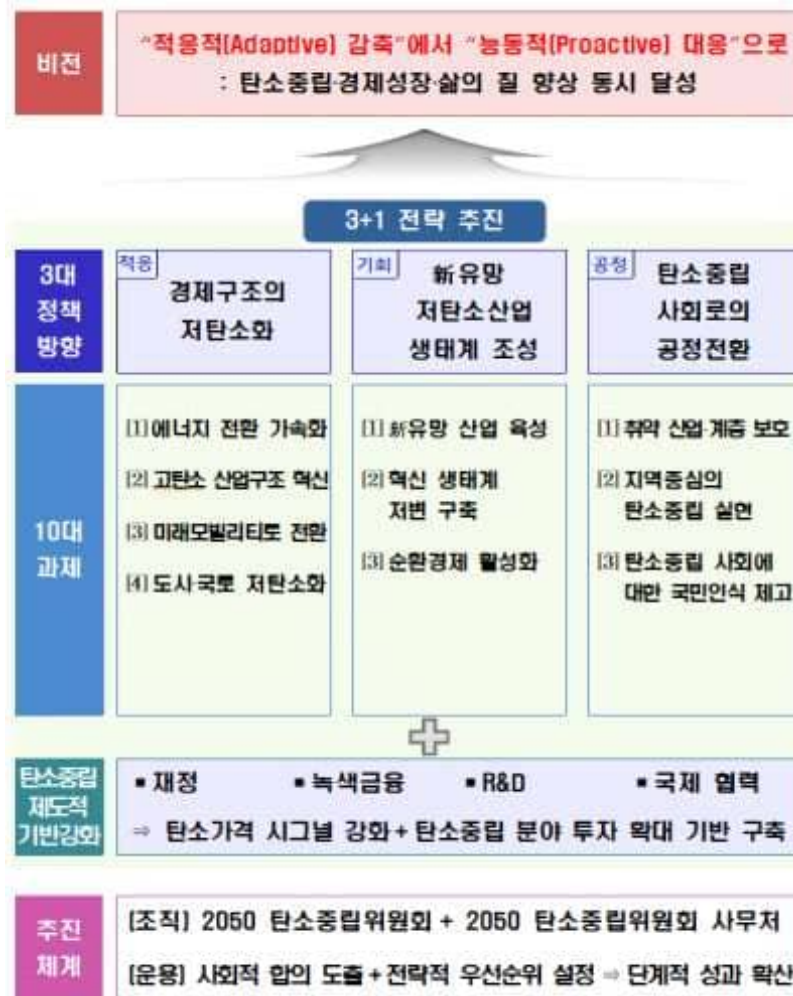 비전
“적응적(Adaptive) 감축”에서 “능동적(Proactive) 대응”으로
: 탄소중립·경제성장·삶의 질 향상 동시 달성
3+1 전략 추진
3대
정책
방향
적응
경제구조의
저탄소화
기회
新유망
저탄소산업
생태계 조성
공정
탄소중립
사회로의
공정전환
10대
과제
[1] 에너지 전환 가속화
[2] 고탄소 산업구조 혁신
[3] 미래모빌리티로 전환
[4] 도시·국토 저탄소화
[1] 新유망 산업 육성
[2] 혁신 생태계
저변 구축
[3] 순환경제 활성화
[1] 취약 산업·계층 보호
[2] 지역중심의
탄소중립 실현
[3] 탄소중립 사회에
대한 국민인식 제고
탄소중립
제도적
기반강화
▪ 재정 ▪ 녹색금융 ▪ R&D ▪ 국제 협력
⇒ 탄소가격 시그널 강화 + 탄소중립 분야 투자 확대 기반 구축
추진
체계
[조직] 2050 탄소중립위원회 + 2050 탄소중립위원회 사무처
[운용] 사회적 합의 도출 + 전략적 우선순위 설정 ⇒ 단계적 성과 확산